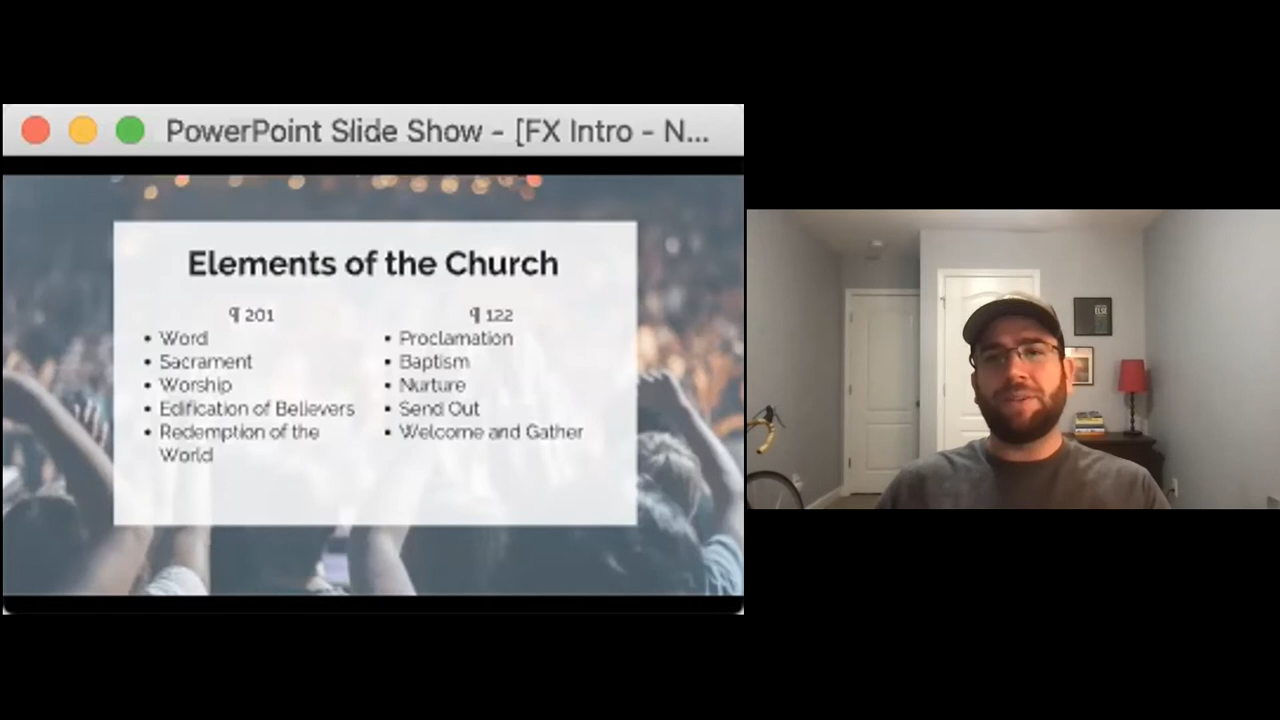 PowerPoint Slide Show - [FX Intro - N...
Elements of the Church
¶ 201
• Word
• Sacrament
• Worship
• Edification of Believers
• Redemption of the
World
¶ 122
• Proclamation
• Baptism
• Nurture
• Send Out
• Welcome and Gather
ELSE